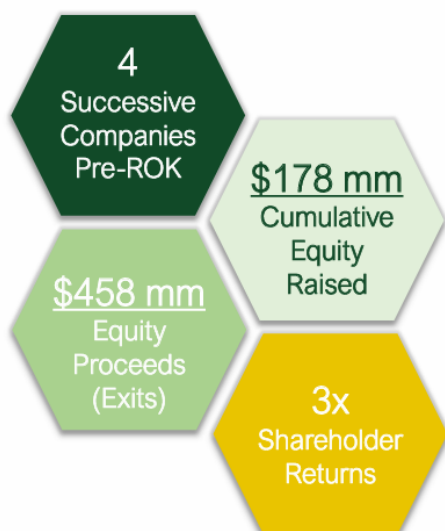 4
Successive
Companies
Pre-ROK
$178 mm
Cumulative
Equity
Raised
$458 mm
Equity
Proceeds
(Exits)
3x
Shareholder
Returns